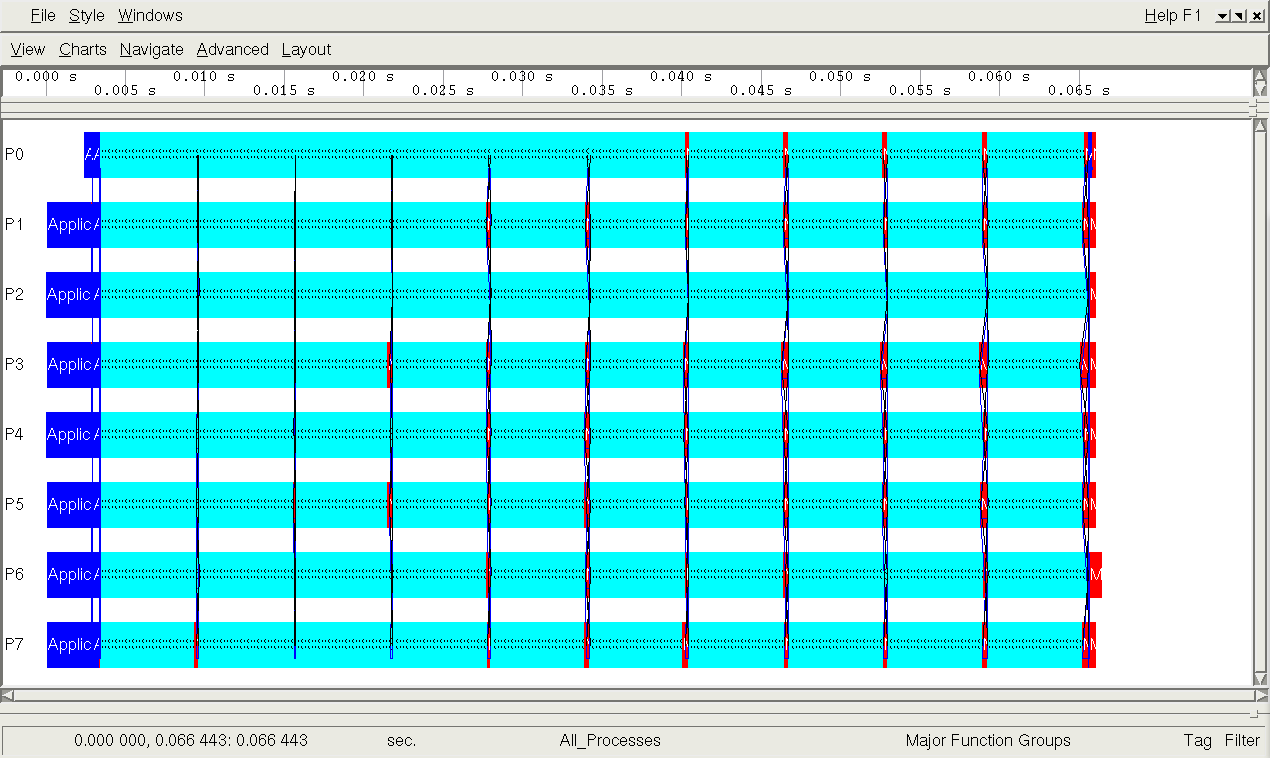 File Style Windows Help F1
View Charts Navigate Advanced Layout
0.000 s 0.010 s 0.020 s 0.030 s 0.040 s 0.050 s 0.060 s
0.005 s 0.015 s 0.025 s 0.035 s 0.045 s 0.055 s 0.065 s
P0
P1 Applic A
P2 Applic A M
P3 Applic A M
P4 Applic A M
P5 Applic A M
P6 Applic A M
P7 Applic A M
0.000 000, 0.066 443: 0.066 443 sec. All_Processes Major Function Groups Tag Filter